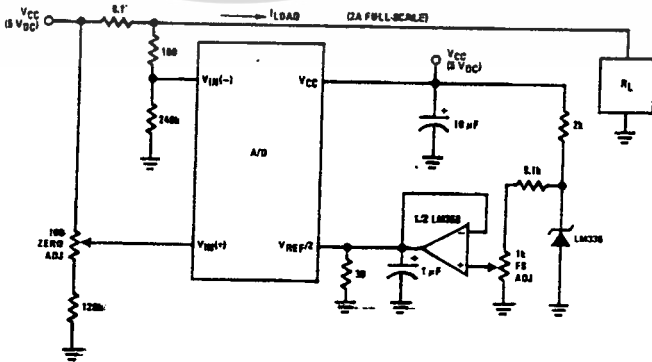 VCC
(5 VDC)
0.1
ILOAD
(2A FULL-SCALE)
100
VIN(-)
240k
VCC
VCC
(5 VDC)
RL
10 µF
2k
A/D
5.1k
1/2 LM358
100
ZERO
ADJ
VIN(+)
VREF/2
1 µF
1k
FS
ADJ
LM336
120k